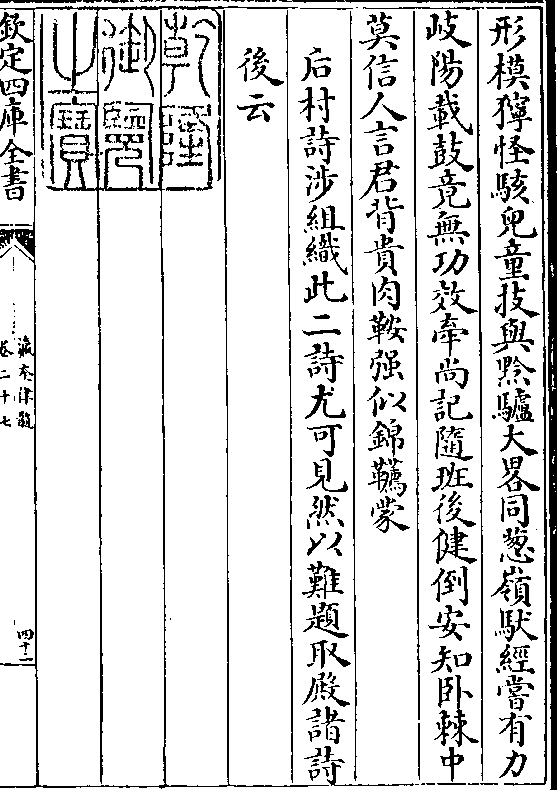 形模獰怪駭兒童技與黔驢大畧同葱嶺馱經嘗有力
岐陽載鼓竟無功效牽尚記隨班後健倒安知卧棘中
莫信人言君背貴肉鞍强似錦韉蒙
后村詩涉組織此二詩尤可見然以難題取殿諸詩
後云
乾隆
御覽
之寶
欽定四庫全書
瀛奎律髓
卷二十七
四十二